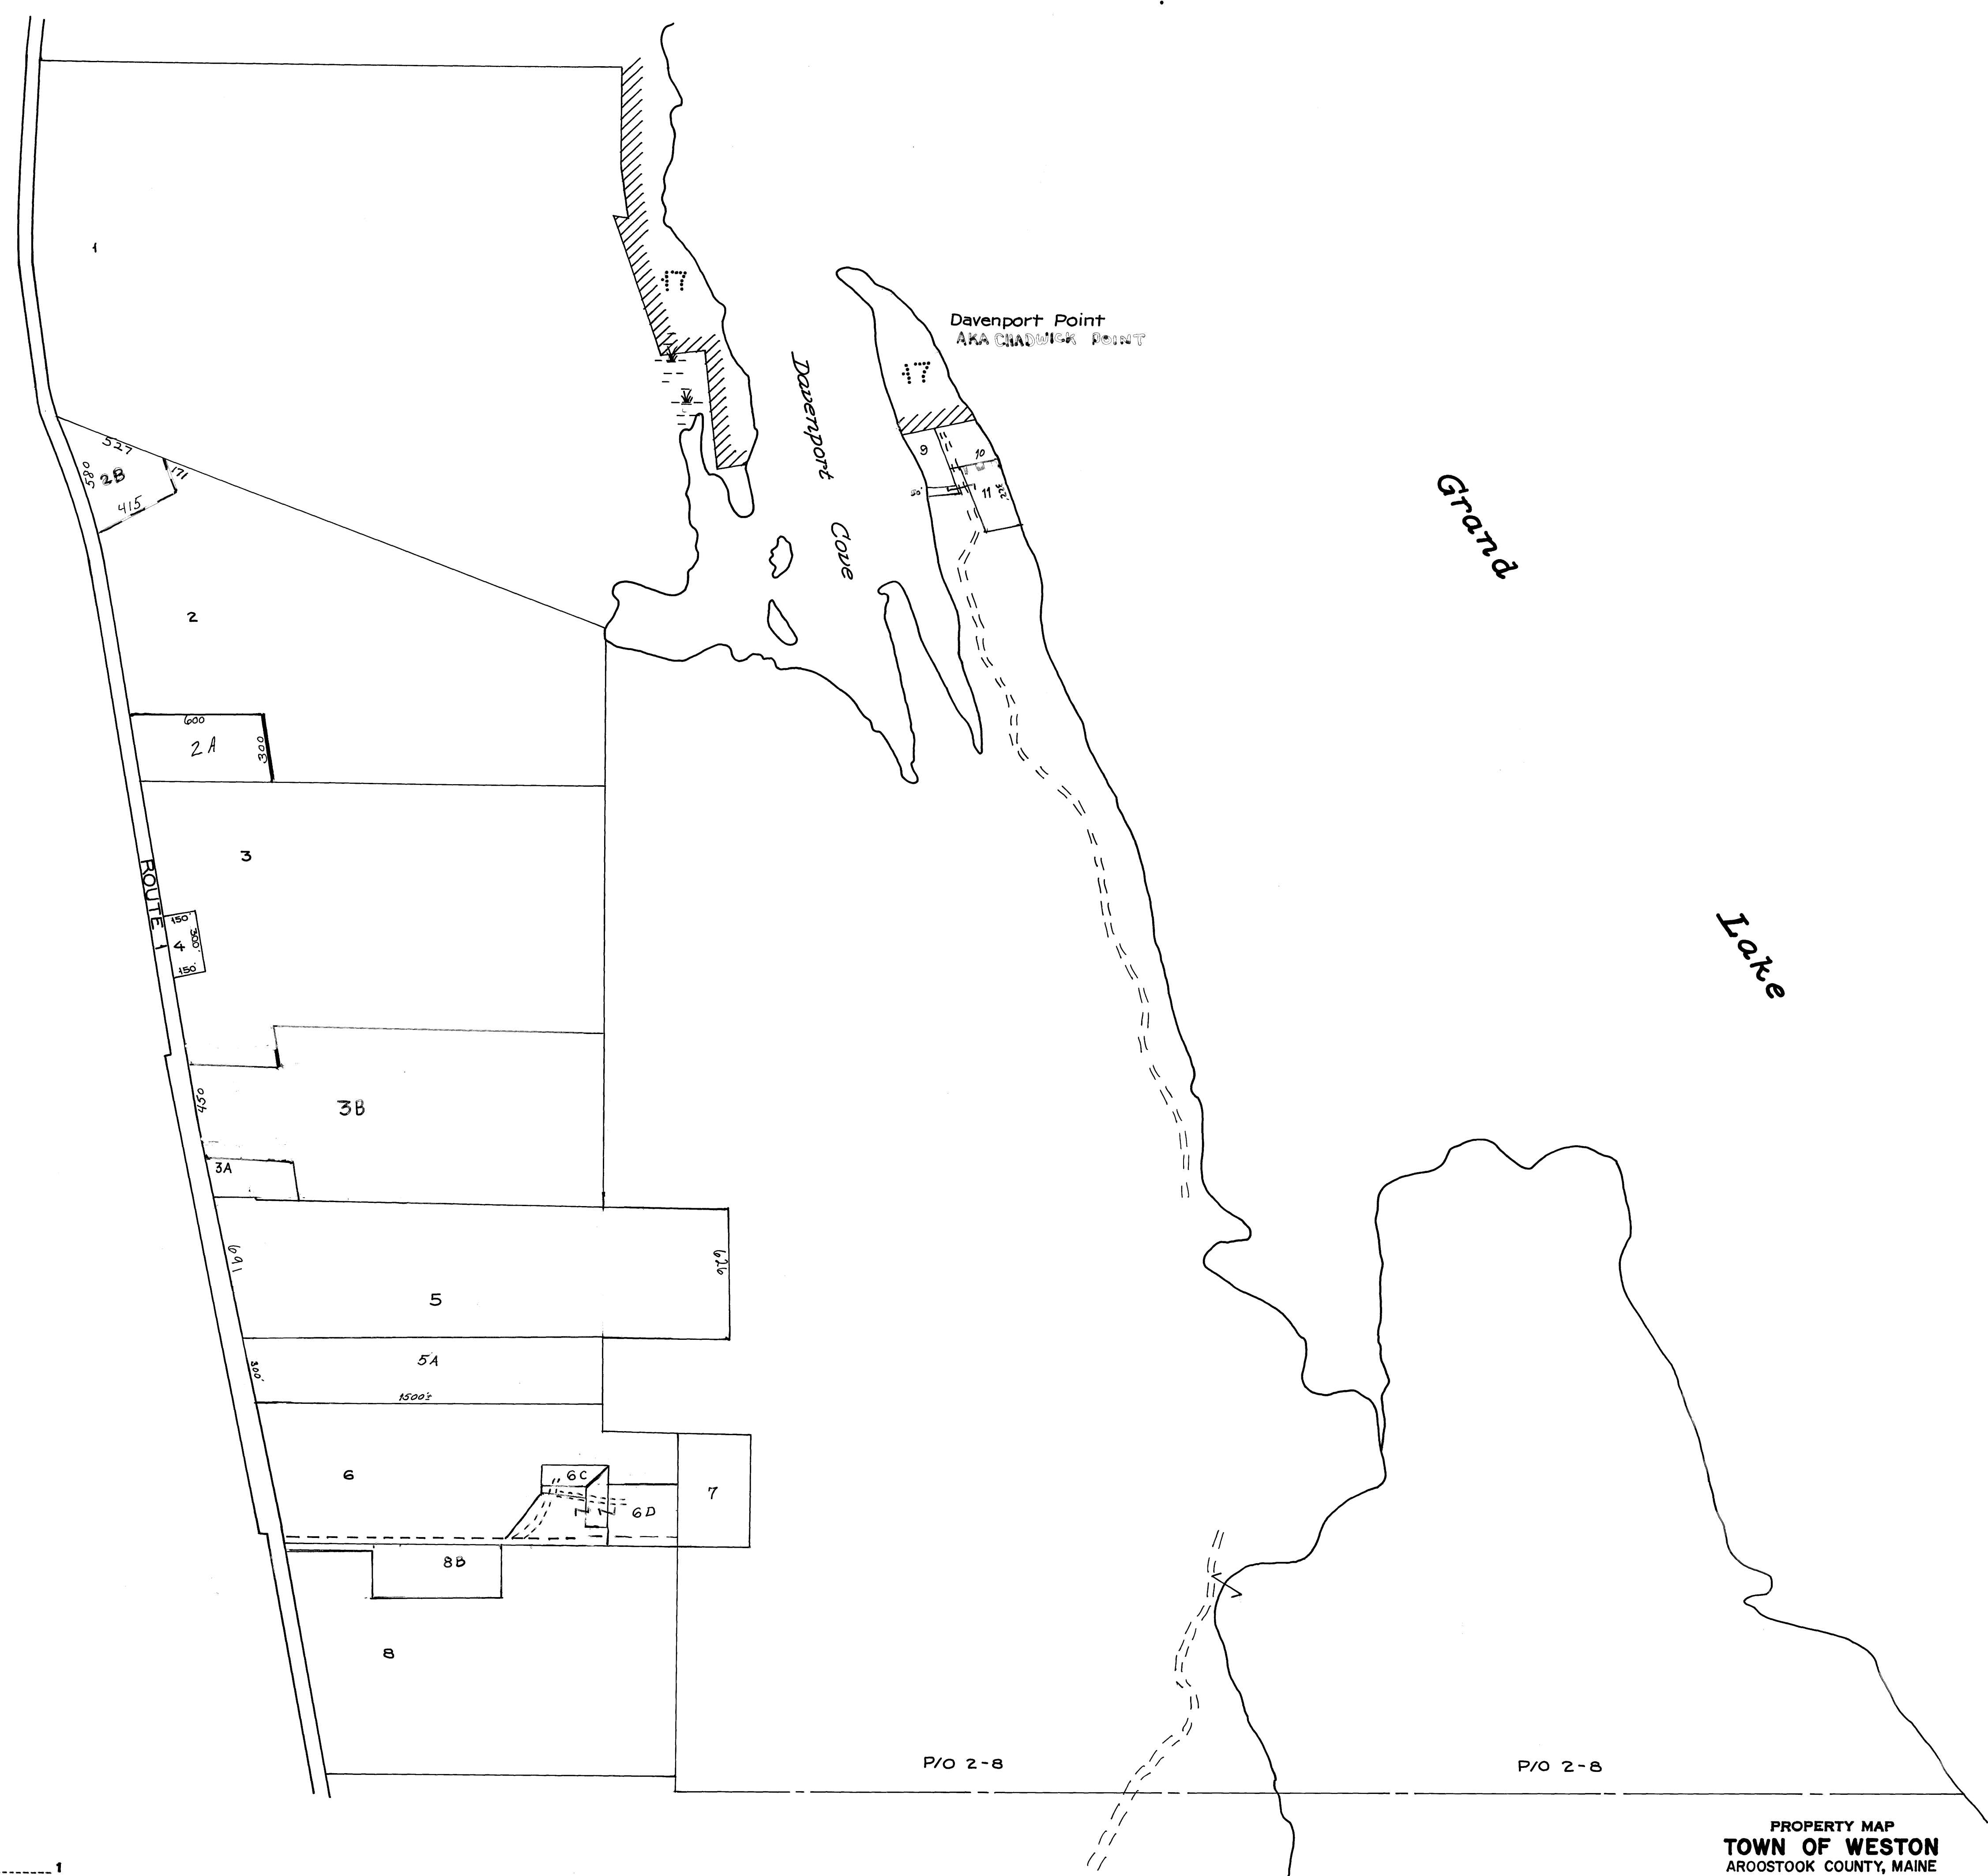 1
17
Davenport Point
AKA CHADWICK POINT
17
Davenport
Cove
527
580
2B
171
415
9
10
50'
11
225'
Grand
2
600
2A
300
3
ROUTE 1
150'
4
300'
150'
Lake
450
3B
3A
691
626
5
5A
300'
1500'±
6
6C
7
6D
8B
8
P/O 2-8
P/O 2-8
PROPERTY MAP
TOWN OF WESTON
AROOSTOOK COUNTY, MAINE
1